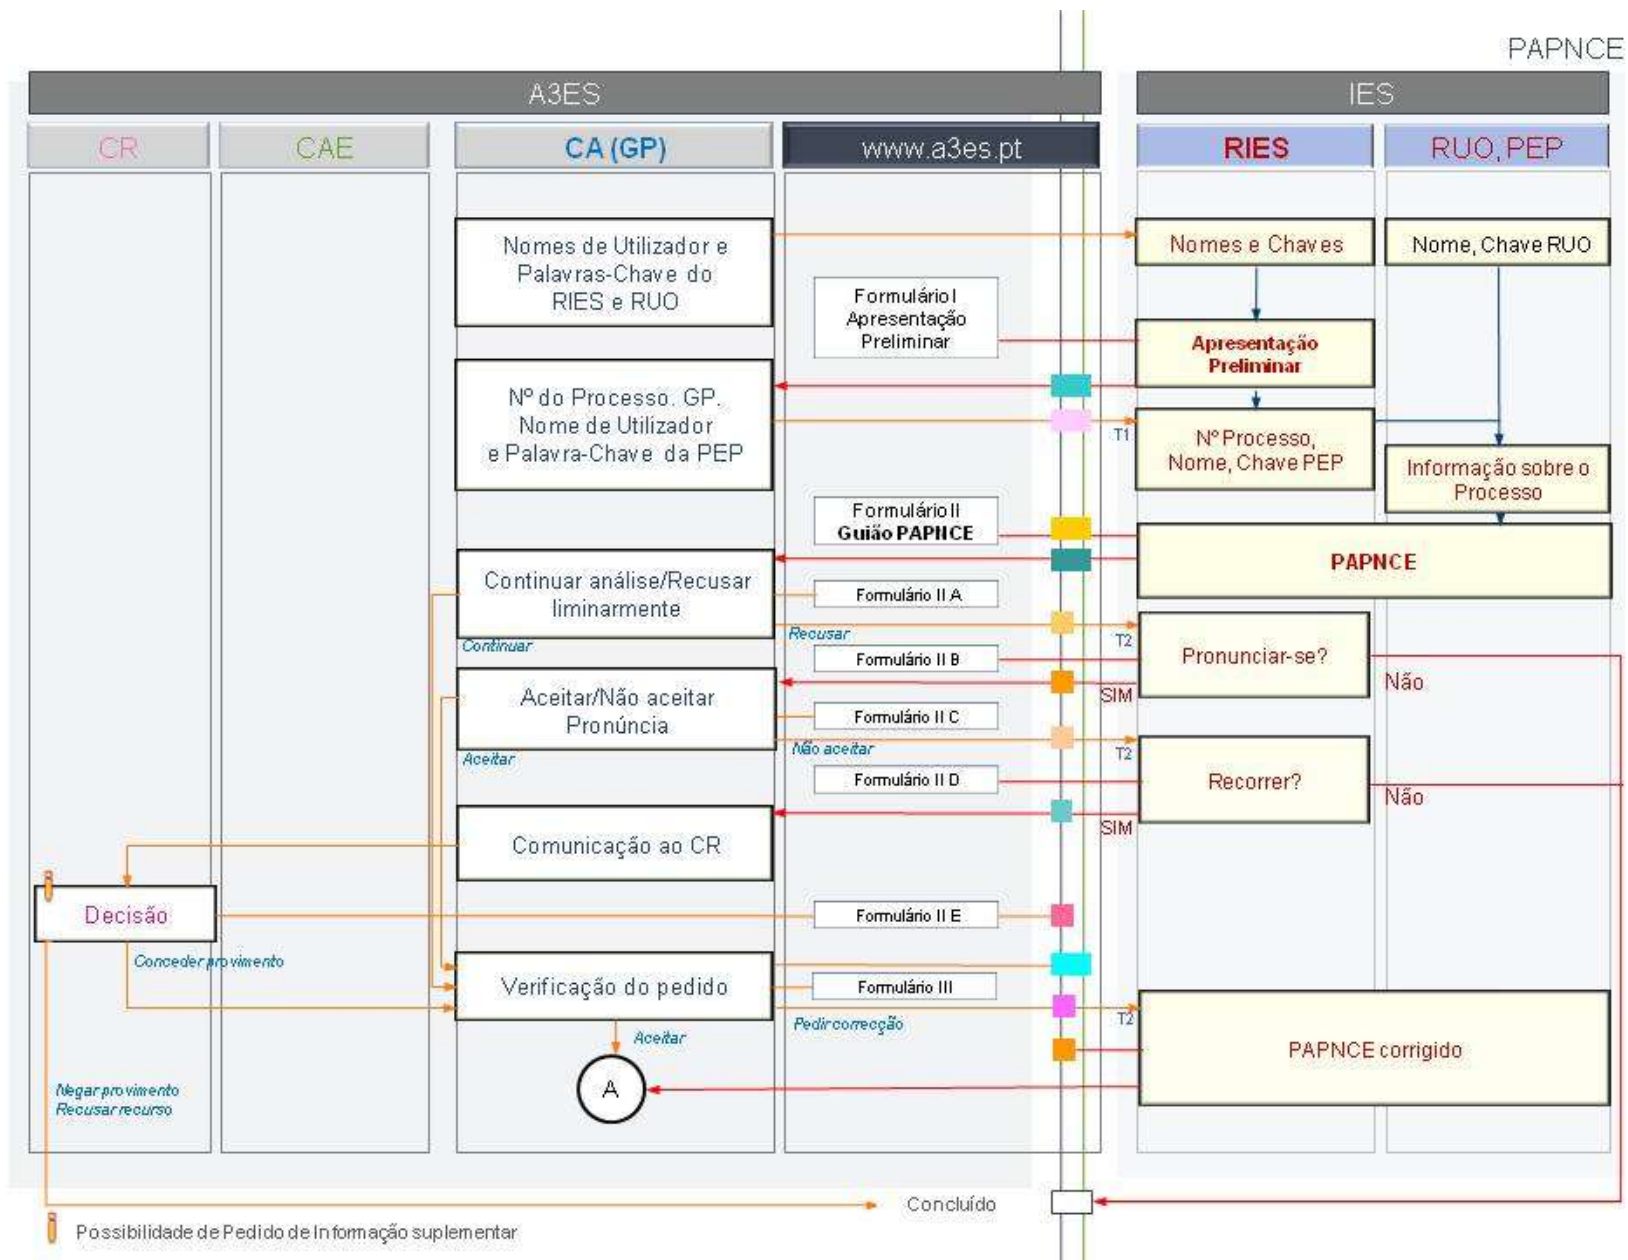 PAPNCE
A3ES
IES
CR
CAE
CA (GP)
www.a3es.pt
RIES
RUO, PEP
Nomes de Utilizador e
Palavras-Chave do
RIES e RUO
Nomes e Chaves
Nome, Chave RUO
Formulário I
Apresentação
Preliminar
Apresentação
Preliminar
Nº do Processo. GP.
Nome de Utilizador
e Palavra-Chave da PEP
T1
Nº Processo,
Nome, Chave PEP
Informação sobre o
Processo
Formulário II
Guião PAPNCE
PAPNCE
Continuar análise/Recusar
liminarmente
Formulário II A
Continuar
Recusar
T2
Formulário II B
Pronunciar-se?
SIM
Não
Aceitar/Não aceitar
Pronúncia
Formulário II C
Aceitar
Não aceitar
T2
Formulário II D
Recorrer?
Não
SIM
Comunicação ao CR
Decisão
Formulário II E
Conceder provimento
Verificação do pedido
Formulário III
Pedir correcção
T2
Aceitar
PAPNCE corrigido
A
Negar provimento
Recusar recurso
Concluído
Possibilidade de Pedido de Informação suplementar